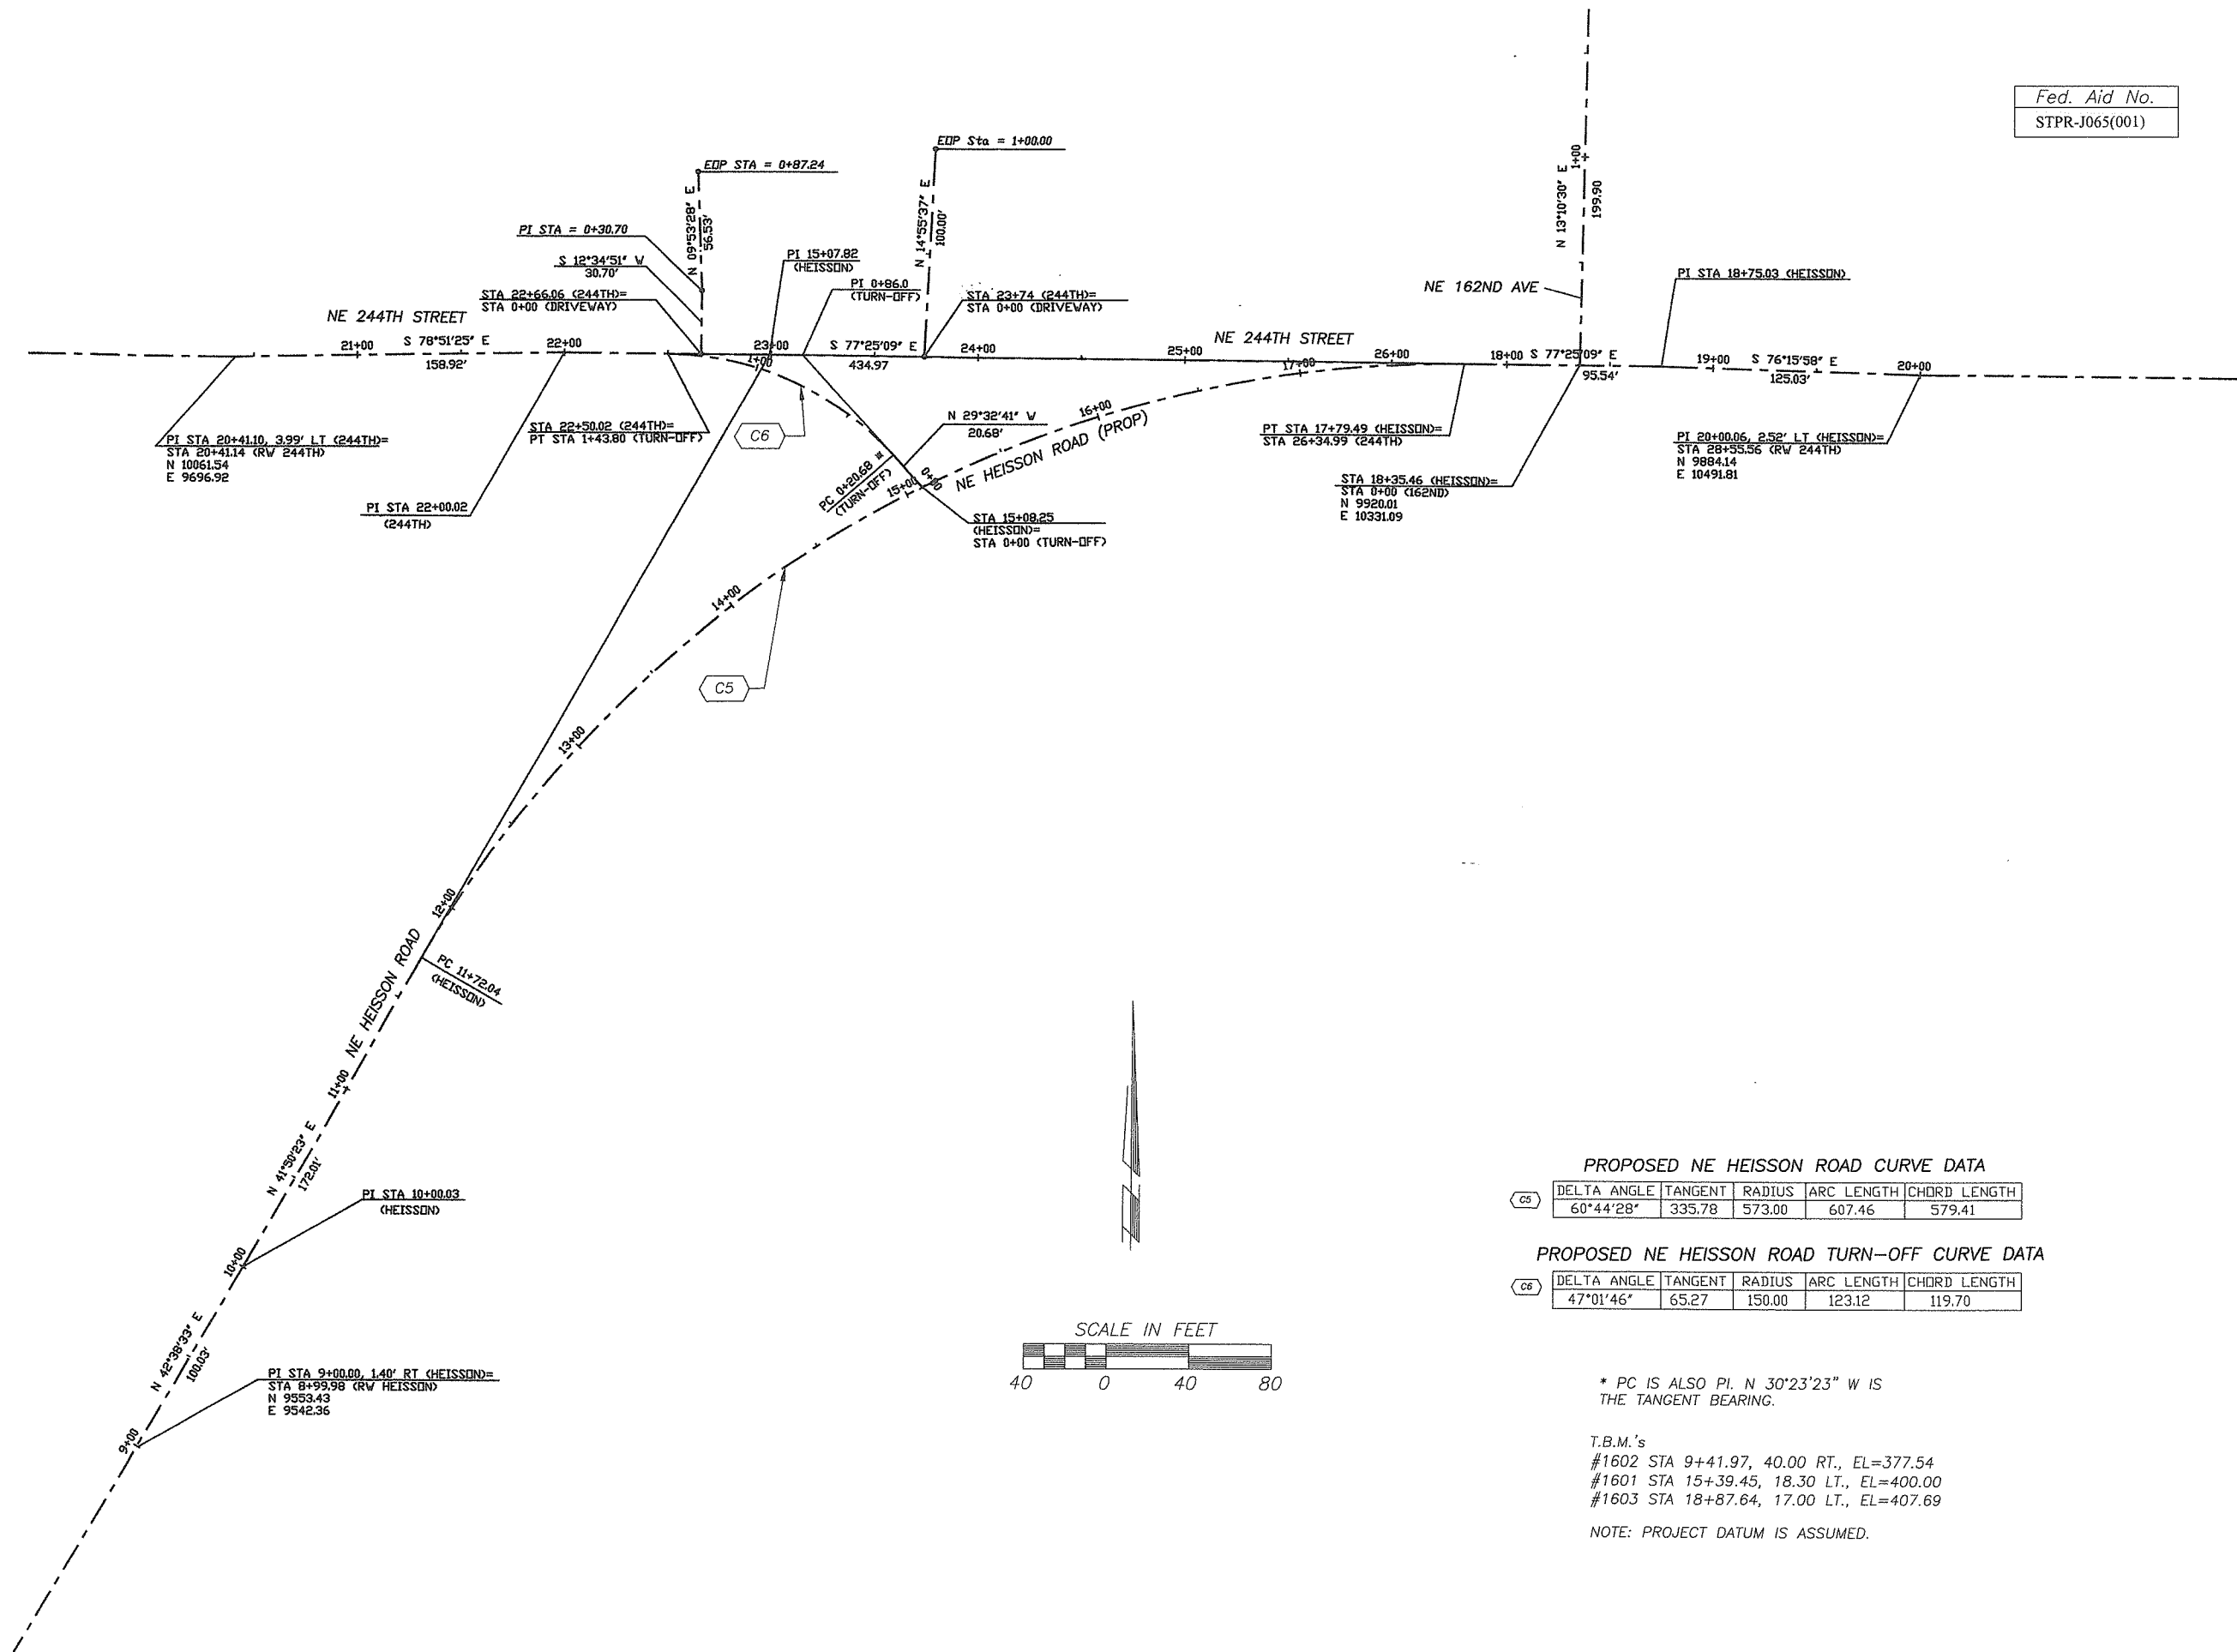 Fed. Aid No.
STPR-J065(001)
EOP STA = 0+87.24
EOP Sta = 1+00.00
N 09°53'28" E
56.53'
N 14°55'37" E
100.00'
N 13°10'30" E
1+00
199.90
PI STA = 0+30.70
S 12°34'51" W
30.70'
PI 15+07.82
(HEISSON)
PI 0+86.0
(TURN-OFF)
STA 22+66.06 (244TH)=
STA 0+00 (DRIVEWAY)
STA 23+74 (244TH)=
STA 0+00 (DRIVEWAY)
NE 162ND AVE
PI STA 18+75.03 (HEISSON)
NE 244TH STREET
NE 244TH STREET
21+00
S 78°51'25" E
158.92'
22+00
23+00
1+00
S 77°25'09" E
434.97
24+00
25+00
17+00
26+00
18+00
S 77°25'09" E
95.54'
19+00
S 76°15'58" E
125.03'
20+00
PI STA 20+41.10, 3.99' LT (244TH)=
STA 20+41.14 (RW 244TH)
N 10061.54
E 9696.92
PI STA 22+00.02
(244TH)
STA 22+50.02 (244TH)=
PT STA 1+43.80 (TURN-OFF)
C6
N 29°32'41" W
20.68'
PC 0+20.68 *
(TURN-OFF)
15+00
0+00
16+00
NE HEISSON ROAD (PROP)
STA 15+08.25
(HEISSON)=
STA 0+00 (TURN-OFF)
PT STA 17+79.49 (HEISSON)=
STA 26+34.99 (244TH)
STA 18+35.46 (HEISSON)=
STA 0+00 (162ND)
N 9920.01
E 10331.09
PI 20+00.06, 2.52' LT (HEISSON)=
STA 28+55.56 (RW 244TH)
N 9884.14
E 10491.81
14+00
C5
13+00
12+00
PC 11+72.04
(HEISSON)
NE HEISSON ROAD
11+00
N 41°50'23" E
172.01'
PI STA 10+00.03
(HEISSON)
10+00
N 42°38'33" E
100.03'
9+00
PI STA 9+00.00, 1.40' RT (HEISSON)=
STA 8+99.98 (RW HEISSON)
N 9553.43
E 9542.36
SCALE IN FEET
40 0 40 80
PROPOSED NE HEISSON ROAD CURVE DATA
C5
DELTA ANGLE TANGENT RADIUS ARC LENGTH CHORD LENGTH
60°44'28" 335.78 573.00 607.46 579.41
PROPOSED NE HEISSON ROAD TURN-OFF CURVE DATA
C6
DELTA ANGLE TANGENT RADIUS ARC LENGTH CHORD LENGTH
47°01'46" 65.27 150.00 123.12 119.70
* PC IS ALSO PI. N 30°23'23" W IS
THE TANGENT BEARING.
T.B.M.'s
#1602 STA 9+41.97, 40.00 RT., EL=377.54
#1601 STA 15+39.45, 18.30 LT., EL=400.00
#1603 STA 18+87.64, 17.00 LT., EL=407.69
NOTE: PROJECT DATUM IS ASSUMED.